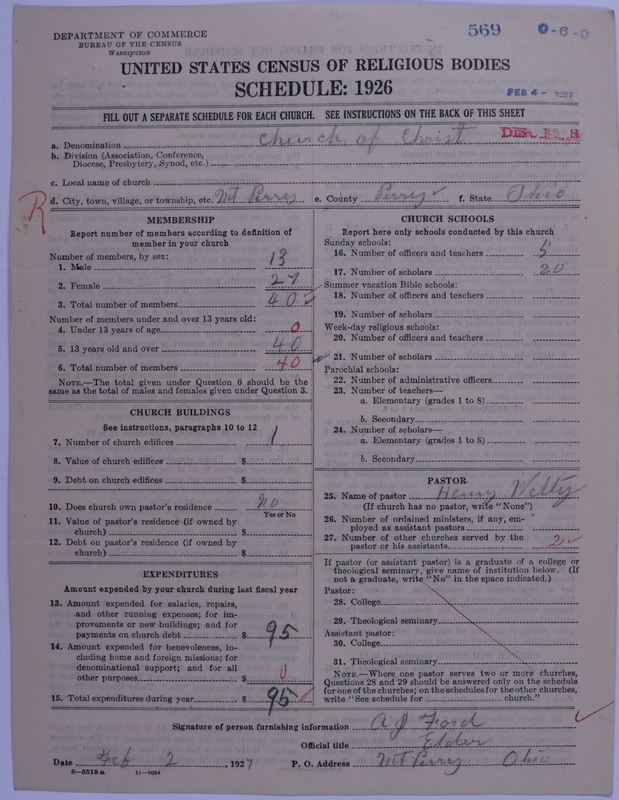 569 0-6-0
DEPARTMENT OF COMMERCE
BUREAU OF THE CENSUS
WASHINGTON
UNITED STATES CENSUS OF RELIGIOUS BODIES
SCHEDULE: 1926
FEB 4 - 1927
FILL OUT A SEPARATE SCHEDULE FOR EACH CHURCH. SEE INSTRUCTIONS ON THE BACK OF THIS SHEET
a. Denomination Church of Christ
b. Division (Association, Conference, Diocese, Presbytery, Synod, etc.)
c. Local name of church
R d. City, town, village, or township, etc. Mt Perry e. County Perry ✓ f. State Ohio
MEMBERSHIP
Report number of members according to definition of
member in your church
Number of members, by sex:
1. Male 13
2. Female 27
3. Total number of members 40 ✓
Number of members under and over 13 years old:
4. Under 13 years of age 0
5. 13 years old and over 40
6. Total number of members 40
NOTE.—The total given under Question 6 should be
same as the total of males and females given under Question 3.
CHURCH BUILDINGS
See instructions, paragraphs 10 to 12
7. Number of church edifices 1
8. Value of church edifices $
9. Debt on church edifices $
10. Does church own pastor's residence No
Yes or No
11. Value of pastor's residence (if owned by
church) $
12. Debt on pastor's residence (if owned by
church) $
EXPENDITURES
Amount expended by your church during last fiscal year
13. Amount expended for salaries, repairs,
and other running expenses; for im-
provements or new buildings; and for
payments on church debt $ 95
14. Amount expended for benevolences, in-
cluding home and foreign missions; for
denominational support; and for all
other purposes $ 0
15. Total expenditures during year $ 95 ✓
CHURCH SCHOOLS
Report here only schools conducted by this church
Sunday schools:
16. Number of officers and teachers 5
17. Number of scholars 20
Summer vacation Bible schools:
18. Number of officers and teachers
19. Number of scholars
Week-day religious schools:
20. Number of officers and teachers
21. Number of scholars
Parochial schools:
22. Number of administrative officers
23. Number of teachers—
a. Elementary (grades 1 to 8)
b. Secondary
24. Number of scholars—
a. Elementary (grades 1 to 8)
b. Secondary
PASTOR
25. Name of pastor Henry Welty
(If church has no pastor, write "None")
26. Number of ordained ministers, if any, em-
ployed as assistant pastors
27. Number of other churches served by the
pastor or his assistants 2 ✓
If pastor (or assistant pastor) is a graduate of a college or
theological seminary, give name of institution below. (If
not a graduate, write "No" in the space indicated.)
Pastor:
28. College
29. Theological seminary
Assistant pastor:
30. College
31. Theological seminary
NOTE.—Where one pastor serves two or more churches,
Questions 28 and 29 should be answered only on the schedule
for one of the churches; on the schedules for the other churches,
write "See schedule for church."
Signature of person furnishing information A J Ford ✓
Official title Elder
Date Feb 2, 1927 P. O. Address Mt Perry Ohio
8—5518 a 11—9024